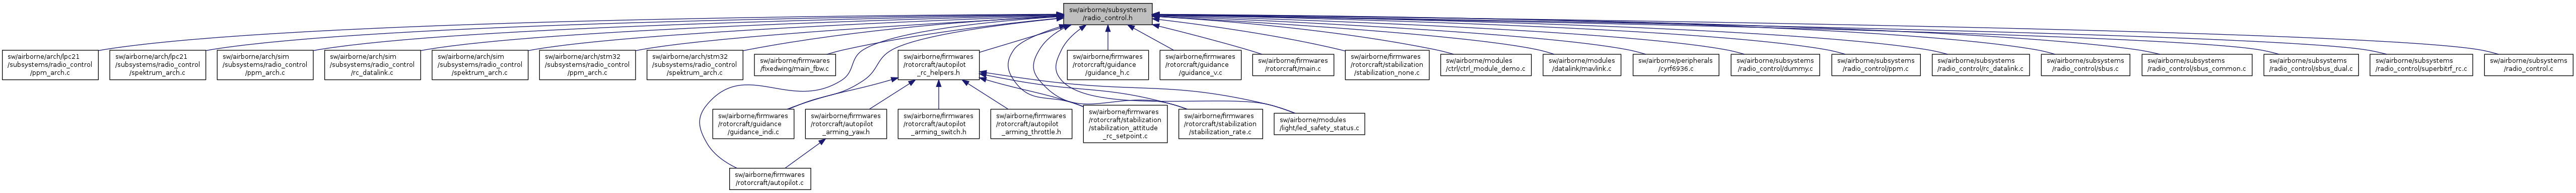 sw/airborne/subsystems
/radio_control.h
sw/airborne/arch/lpc21
/subsystems/radio_control
/ppm_arch.c
sw/airborne/arch/lpc21
/subsystems/radio_control
/spektrum_arch.c
sw/airborne/arch/sim
/subsystems/radio_control
/ppm_arch.c
sw/airborne/arch/sim
/subsystems/radio_control
/rc_datalink.c
sw/airborne/arch/sim
/subsystems/radio_control
/spektrum_arch.c
sw/airborne/arch/stm32
/subsystems/radio_control
/ppm_arch.c
sw/airborne/arch/stm32
/subsystems/radio_control
/spektrum_arch.c
sw/airborne/firmwares
/fixedwing/main_fbw.c
sw/airborne/firmwares
/rotorcraft/autopilot
_rc_helpers.h
sw/airborne/firmwares
/rotorcraft/guidance
/guidance_h.c
sw/airborne/firmwares
/rotorcraft/guidance
/guidance_v.c
sw/airborne/firmwares
/rotorcraft/main.c
sw/airborne/firmwares
/rotorcraft/stabilization
/stabilization_none.c
sw/airborne/modules
/ctrl/ctrl_module_demo.c
sw/airborne/modules
/datalink/mavlink.c
sw/airborne/peripherals
/cyrf6936.c
sw/airborne/subsystems
/radio_control/dummy.c
sw/airborne/subsystems
/radio_control/ppm.c
sw/airborne/subsystems
/radio_control/rc_datalink.c
sw/airborne/subsystems
/radio_control/sbus.c
sw/airborne/subsystems
/radio_control/sbus_common.c
sw/airborne/subsystems
/radio_control/sbus_dual.c
sw/airborne/subsystems
/radio_control/superbitrf_rc.c
sw/airborne/subsystems
/radio_control.c
sw/airborne/firmwares
/rotorcraft/guidance
/guidance_indi.c
sw/airborne/firmwares
/rotorcraft/autopilot
_arming_yaw.h
sw/airborne/firmwares
/rotorcraft/autopilot
_arming_switch.h
sw/airborne/firmwares
/rotorcraft/autopilot
_arming_throttle.h
sw/airborne/firmwares
/rotorcraft/stabilization
/stabilization_attitude
_rc_setpoint.c
sw/airborne/firmwares
/rotorcraft/stabilization
/stabilization_rate.c
sw/airborne/modules
/light/led_safety_status.c
sw/airborne/firmwares
/rotorcraft/autopilot.c